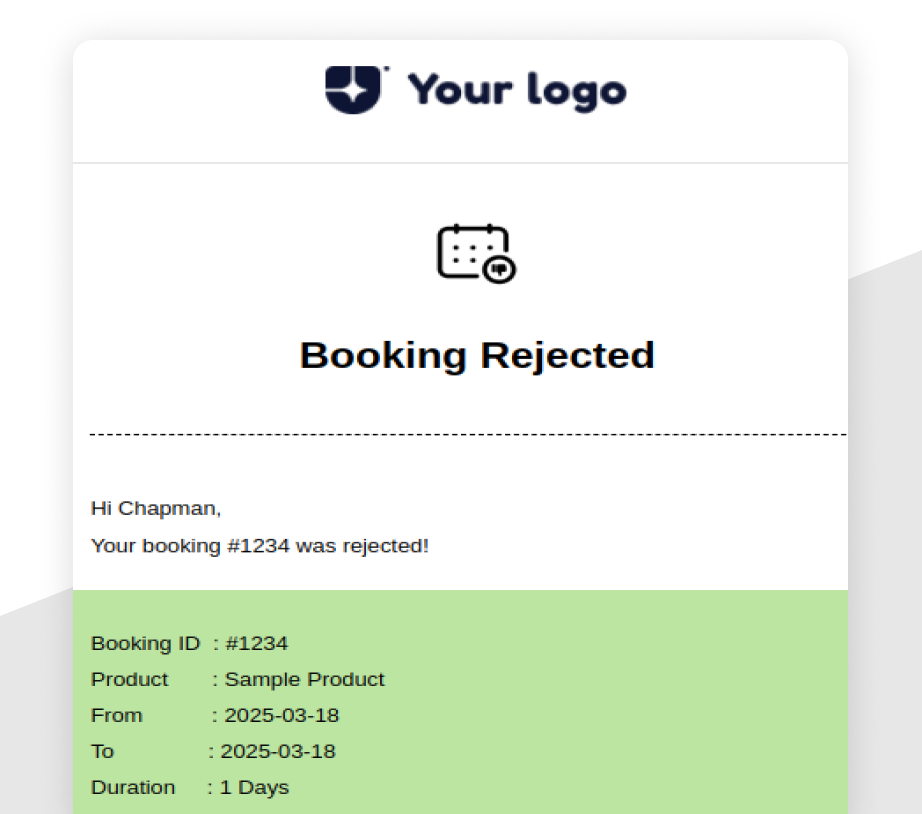 Your logo
Booking Rejected
Hi Chapman,
Your booking #1234 was rejected!
Booking ID : #1234
Product : Sample Product
From : 2025-03-18
To : 2025-03-18
Duration : 1 Days